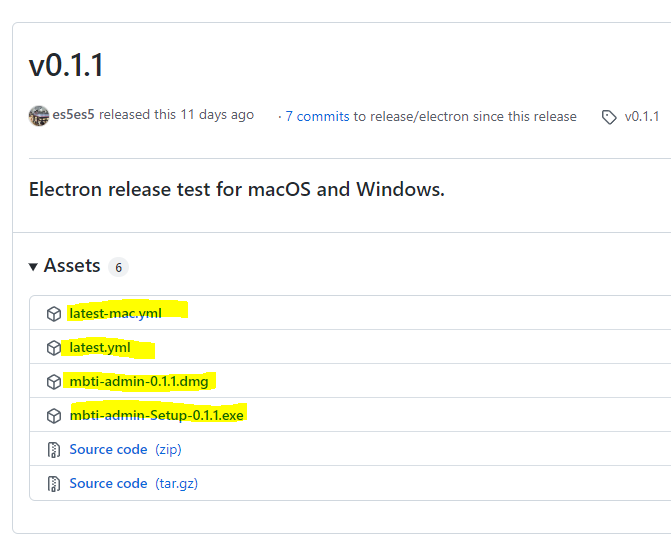 v0.1.1
es5es5 released this 11 days ago · 7 commits to release/electron since this release v0.1.1
Electron release test for macOS and Windows.
Assets 6
latest-mac.yml
latest.yml
mbti-admin-0.1.1.dmg
mbti-admin-Setup-0.1.1.exe
Source code (zip)
Source code (tar.gz)